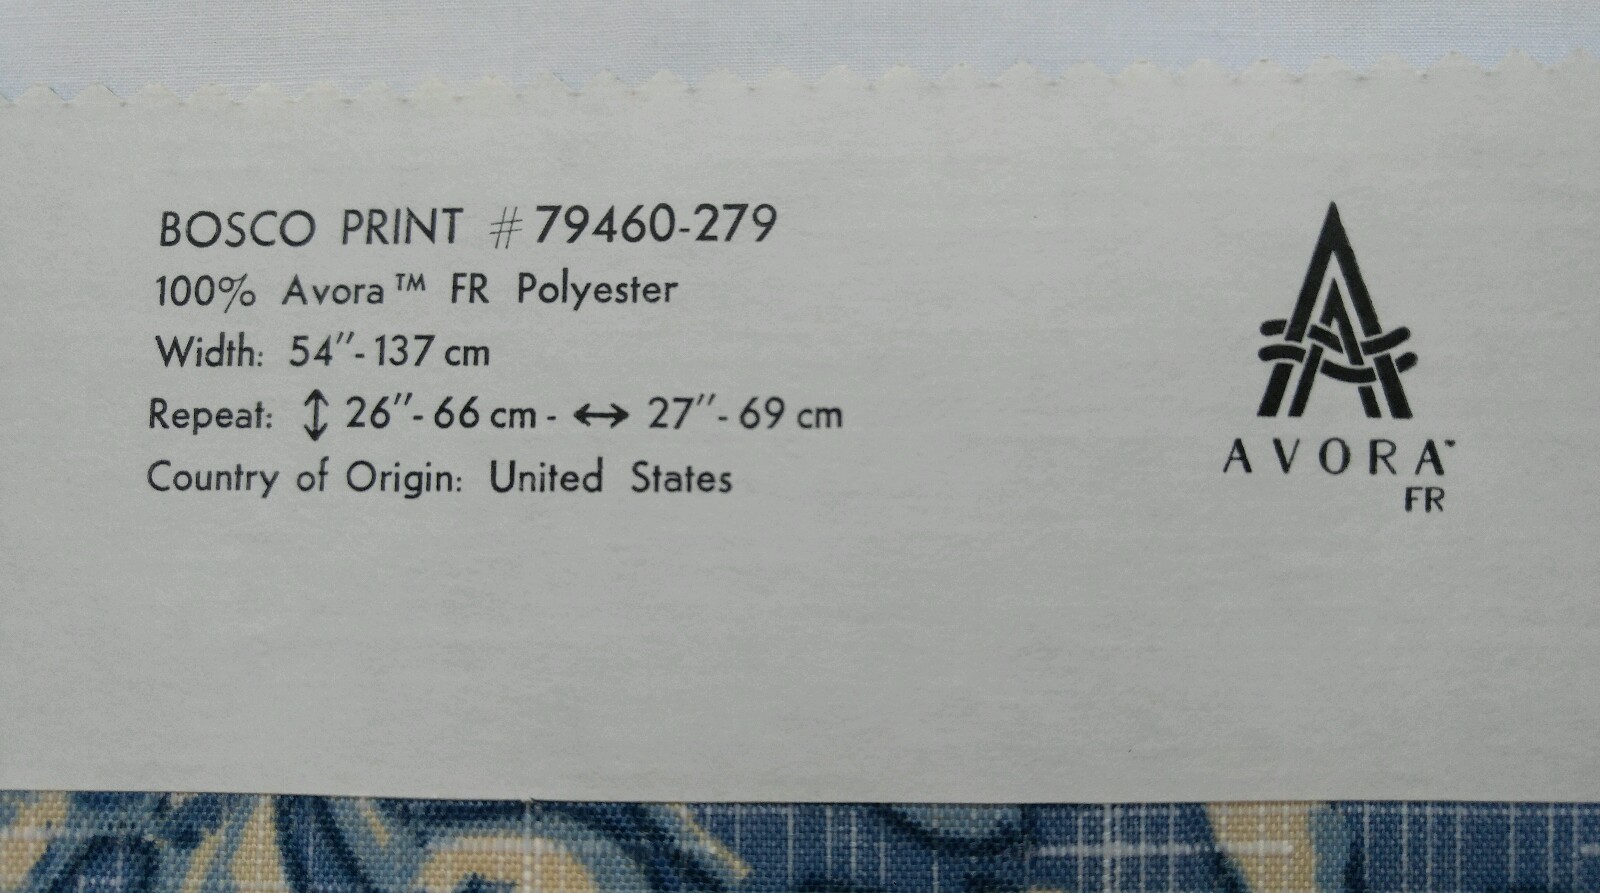 BOSCO PRINT #79460-279
100% Avora™ FR Polyester
Width: 54″-137 cm
Repeat: ↕ 26″-66 cm - ↔ 27″-69 cm
Country of Origin: United States
AVORA™
FR